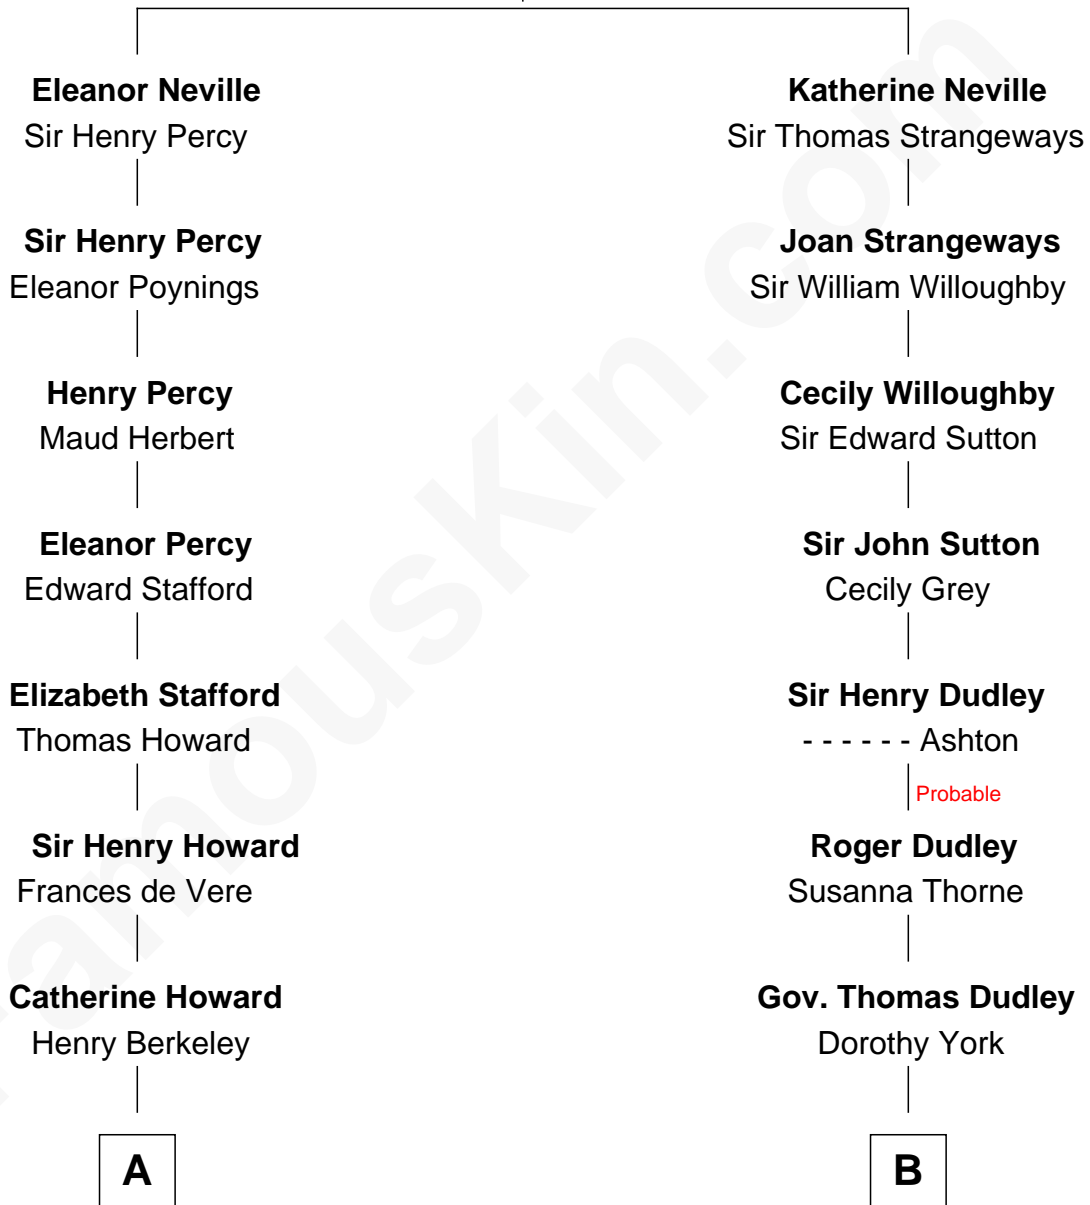 Eleanor Neville
Sir Henry Percy
Katherine Neville
Sir Thomas Strangeways
Sir Henry Percy
Eleanor Poynings
Joan Strangeways
Sir William Willoughby
Henry Percy
Maud Herbert
Cecily Willoughby
Sir Edward Sutton
Eleanor Percy
Edward Stafford
Sir John Sutton
Cecily Grey
Elizabeth Stafford
Thomas Howard
Sir Henry Dudley
- - - - - - Ashton
Probable
Sir Henry Howard
Frances de Vere
Roger Dudley
Susanna Thorne
Catherine Howard
Henry Berkeley
Gov. Thomas Dudley
Dorothy York
A
B
FamousKin.com